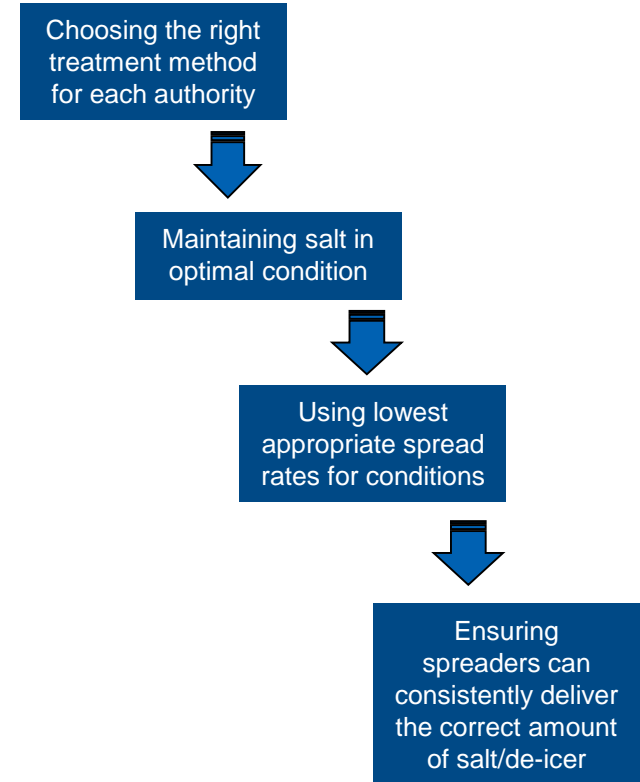 Choosing the right
treatment method
for each authority
Maintaining salt in
optimal condition
Using lowest
appropriate spread
rates for conditions
Ensuring
spreaders can
consistently deliver
the correct amount
of salt/de-icer